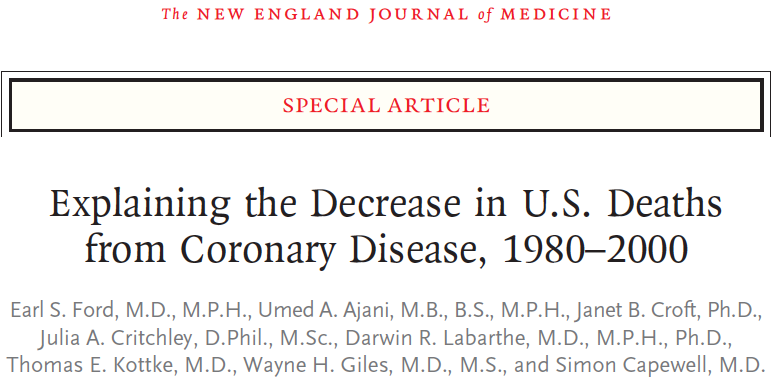 The NEW ENGLAND JOURNAL of MEDICINE
SPECIAL ARTICLE
Explaining the Decrease in U.S. Deaths
from Coronary Disease, 1980–2000
Earl S. Ford, M.D., M.P.H., Umed A. Ajani, M.B., B.S., M.P.H., Janet B. Croft, Ph.D.,
Julia A. Critchley, D.Phil., M.Sc., Darwin R. Labarthe, M.D., M.P.H., Ph.D.,
Thomas E. Kottke, M.D., Wayne H. Giles, M.D., M.S., and Simon Capewell, M.D.